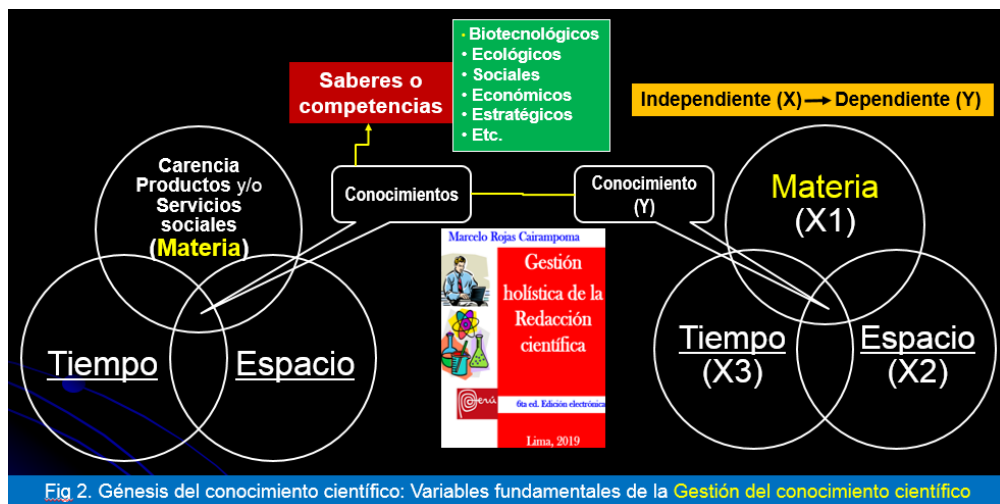 • Biotecnológicos
• Ecológicos
• Sociales
• Económicos
• Estratégicos
• Etc.
Saberes o
competencias
Independiente (X) → Dependiente (Y)
Carencia
Productos y/o
Servicios
sociales
(Materia)
Conocimientos
Conocimiento
(Y)
Materia
(X1)
Tiempo
Espacio
Marcelo Rojas Cairampoma
Gestión
holística de la
Redacción
científica
Perú
6ta ed. Edición electrónica
Lima, 2019
Tiempo
(X3)
Espacio
(X2)
Fig 2. Génesis del conocimiento científico: Variables fundamentales de la Gestión del conocimiento científico